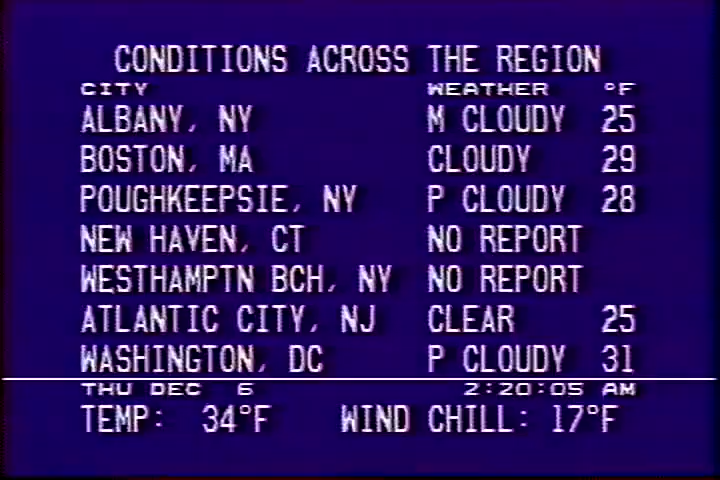 CONDITIONS ACROSS THE REGION
CITY WEATHER °F
ALBANY, NY M CLOUDY 25
BOSTON, MA CLOUDY 29
POUGHKEEPSIE, NY P CLOUDY 28
NEW HAVEN, CT NO REPORT
WESTHAMPTN BCH, NY NO REPORT
ATLANTIC CITY, NJ CLEAR 25
WASHINGTON, DC P CLOUDY 31
THU DEC 6 2:20:05 AM
TEMP: 34°F WIND CHILL: 17°F